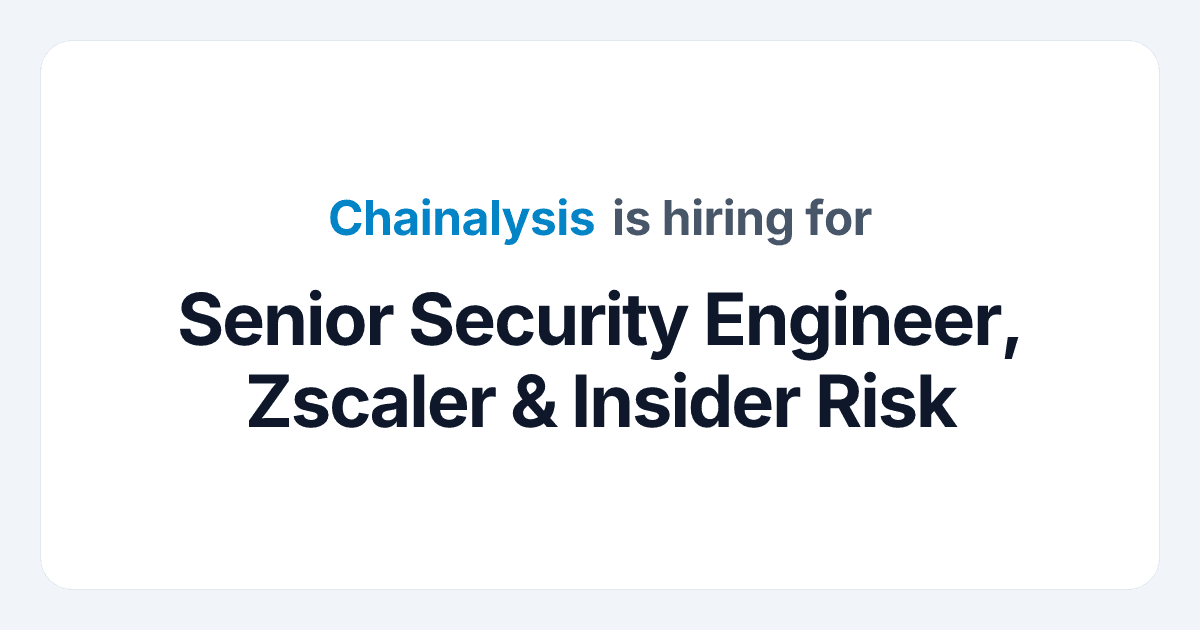 Chainalysis is hiring for
Senior Security Engineer,
Zscaler & Insider Risk